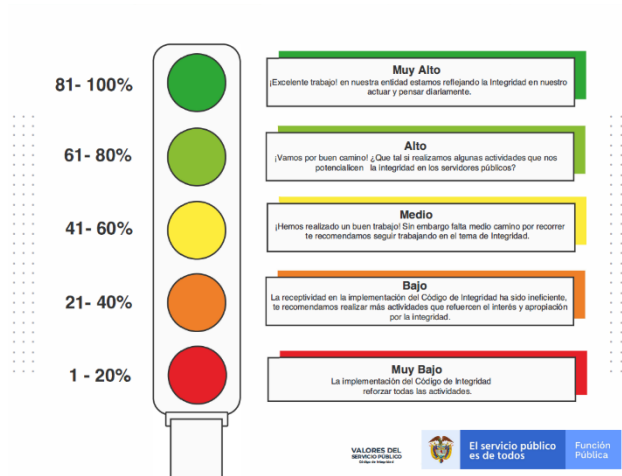 81- 100%
Muy Alto
¡Excelente trabajo! en nuestra entidad estamos reflejando la Integridad en nuestro
actuar y pensar diariamente.
61- 80%
Alto
¡Vamos por buen camino! ¿Que tal si realizamos algunas actividades que nos
potencialicen la integridad en los servidores públicos?
41- 60%
Medio
¡Hemos realizado un buen trabajo! Sin embargo falta medio camino por recorrer
te recomendamos seguir trabajando en el tema de Integridad.
21- 40%
Bajo
La receptividad en la implementación del Código de Integridad ha sido ineficiente,
te recomendamos realizar más actividades que refuercen el interés y apropiación
por la integridad.
1 - 20%
Muy Bajo
La implementación del Código de Integridad
reforzar todas las actividades.
VALORES DEL
SERVICIO PÚBLICO
Código de Integridad
El servicio público
es de todos
Función
Pública